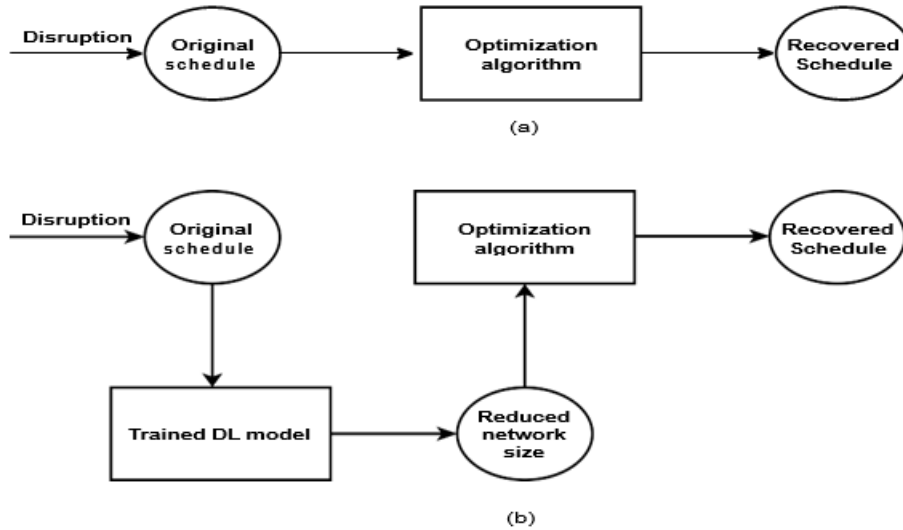 Disruption
Original
schedule
Optimization
algorithm
Recovered
Schedule
(a)
Disruption
Original
schedule
Optimization
algorithm
Recovered
Schedule
Trained DL model
Reduced
network
size
(b)